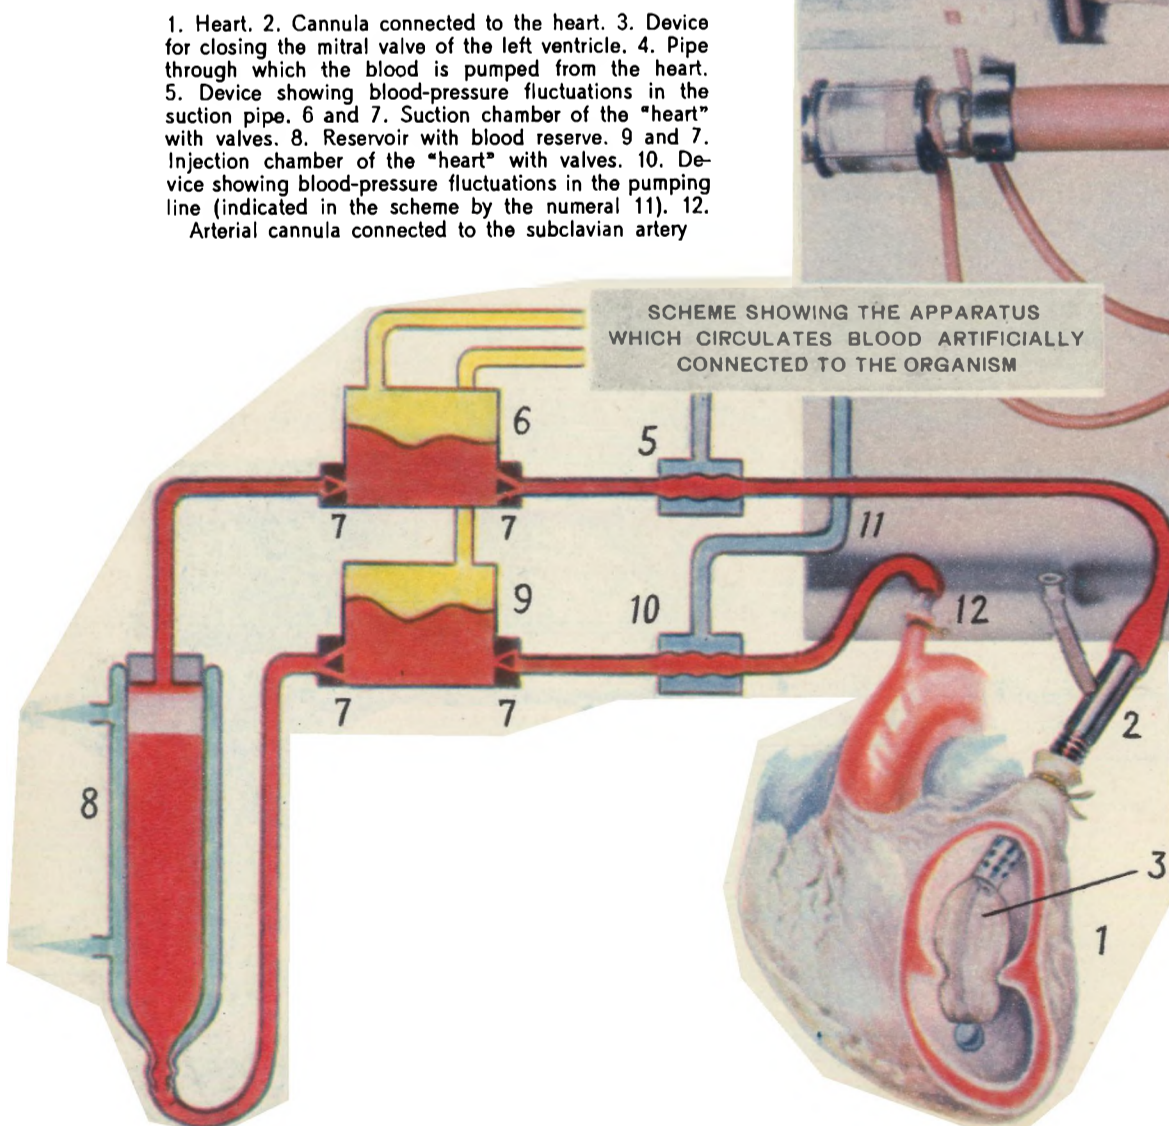 1. Heart. 2. Cannula connected to the heart. 3. Device
for closing the mitral valve of the left ventricle. 4. Pipe
through which the blood is pumped from the heart.
5. Device showing blood-pressure fluctuations in the
suction pipe. 6 and 7. Suction chamber of the "heart"
with valves. 8. Reservoir with blood reserve. 9 and 7.
Injection chamber of the "heart" with valves. 10. De-
vice showing blood-pressure fluctuations in the pumping
line (indicated in the scheme by the numeral 11). 12.
Arterial cannula connected to the subclavian artery
SCHEME SHOWING THE APPARATUS
WHICH CIRCULATES BLOOD ARTIFICIALLY
CONNECTED TO THE ORGANISM
6
5
7
7
11
9
10
12
7
7
2
8
3
1